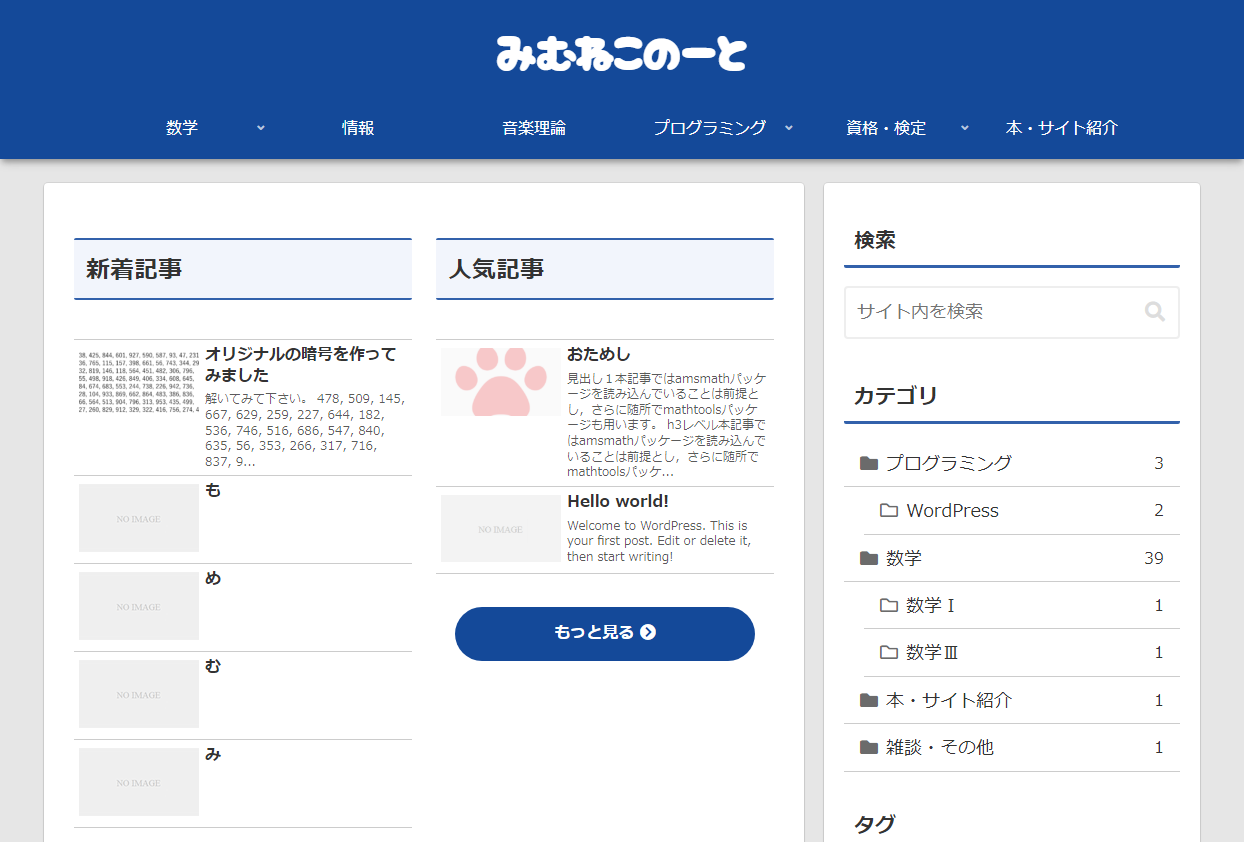 みむねこのーと
数学
情報
音楽理論
プログラミング
資格・検定
本・サイト紹介
新着記事
38, 425, 844, 601, 927, 590, 587, 93, 47, 231
36, 765, 115, 157, 398, 661, 56, 743, 344, 29
32, 819, 146, 118, 564, 451, 482, 306, 796,
55, 498, 918, 426, 849, 406, 334, 608, 645,
84, 674, 683, 553, 244, 738, 226, 942, 736,
28, 104, 933, 869, 662, 864, 483, 386, 836,
66, 564, 513, 904, 796, 313, 953, 435, 499,
27, 260, 829, 912, 329, 322, 416, 756, 274, 4
オリジナルの暗号を作って
みました
解いてみて下さい。 478, 509, 145,
667, 629, 259, 227, 644, 182,
536, 746, 516, 686, 547, 840,
635, 56, 353, 266, 317, 716,
837, 9...
NO IMAGE
も
NO IMAGE
め
NO IMAGE
む
NO IMAGE
み
人気記事
おためし
見出し１本記事ではamsmathパッケ
ージを読み込んでいることは前提と
し，さらに随所でmathtoolsパッケ
ージも用います。 h3レベル本記事で
はamsmathパッケージを読み込んで
いることは前提とし，さらに随所で
mathtoolsパッケ...
NO IMAGE
Hello world!
Welcome to WordPress. This is
your first post. Edit or delete it,
then start writing!
もっと見る
検索
サイト内を検索
カテゴリ
プログラミング 3
WordPress 2
数学 39
数学Ⅰ 1
数学Ⅲ 1
本・サイト紹介 1
雑談・その他 1
タグ